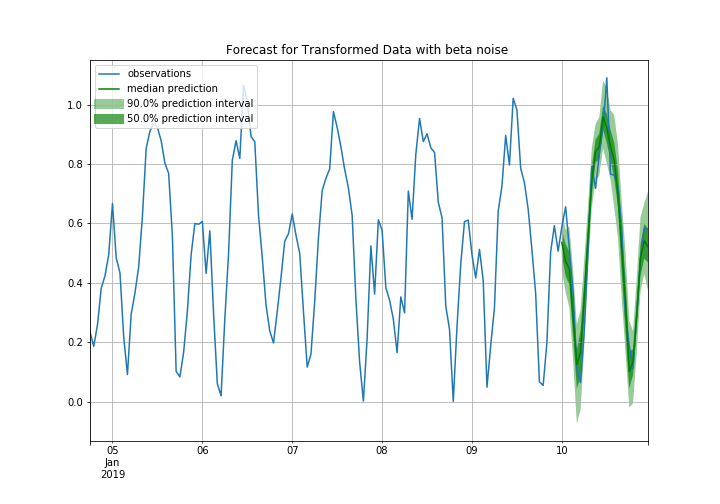 Forecast for Transformed Data with beta noise
observations
median prediction
90.0% prediction interval
50.0% prediction interval
1.0
0.8
0.6
0.4
0.2
0.0
05 06 07 08 09 10
Jan
2019